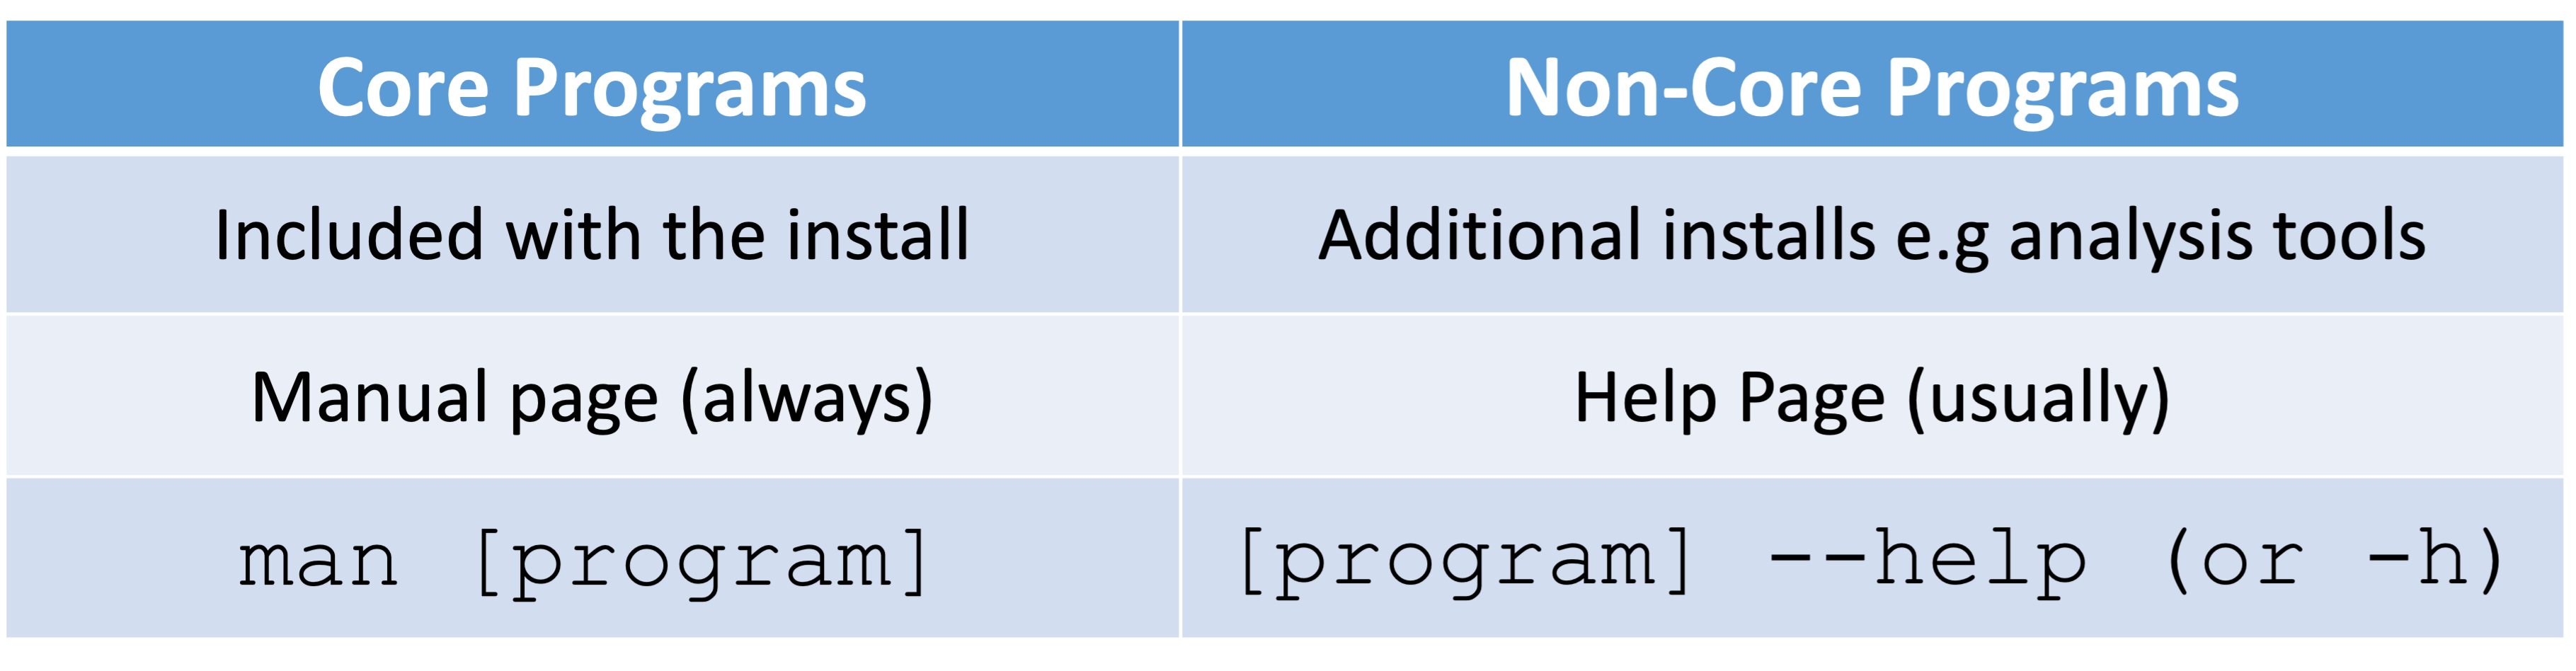 Core Programs
Non-Core Programs
Included with the install
Additional installs e.g analysis tools
Manual page (always)
Help Page (usually)
man [program]
[program] --help (or -h)